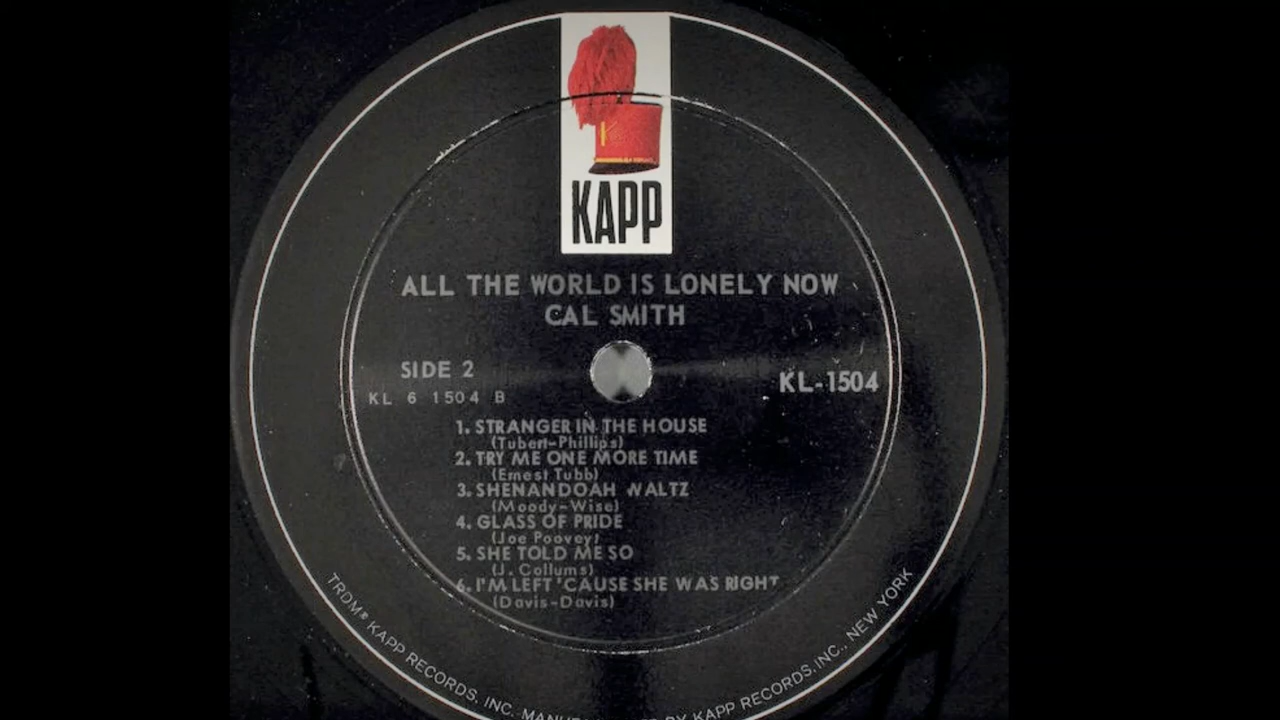 KAPP
ALL THE WORLD IS LONELY NOW
CAL SMITH
SIDE 2
KL-1504
KL 6 1504 B
1. STRANGER IN THE HOUSE
(Tubert-Phillips)
2. TRY ME ONE MORE TIME
(Ernest Tubb)
3. SHENANDOAH WALTZ
(Moody-Wise)
4. GLASS OF PRIDE
(Joe Poovey)
5. SHE TOLD ME SO
(J. Collums)
6. I'M LEFT 'CAUSE SHE WAS RIGHT
(Davis-Davis)
KAPP RECORDS, INC. BY KAPP RECORDS, INC., NEW YORK